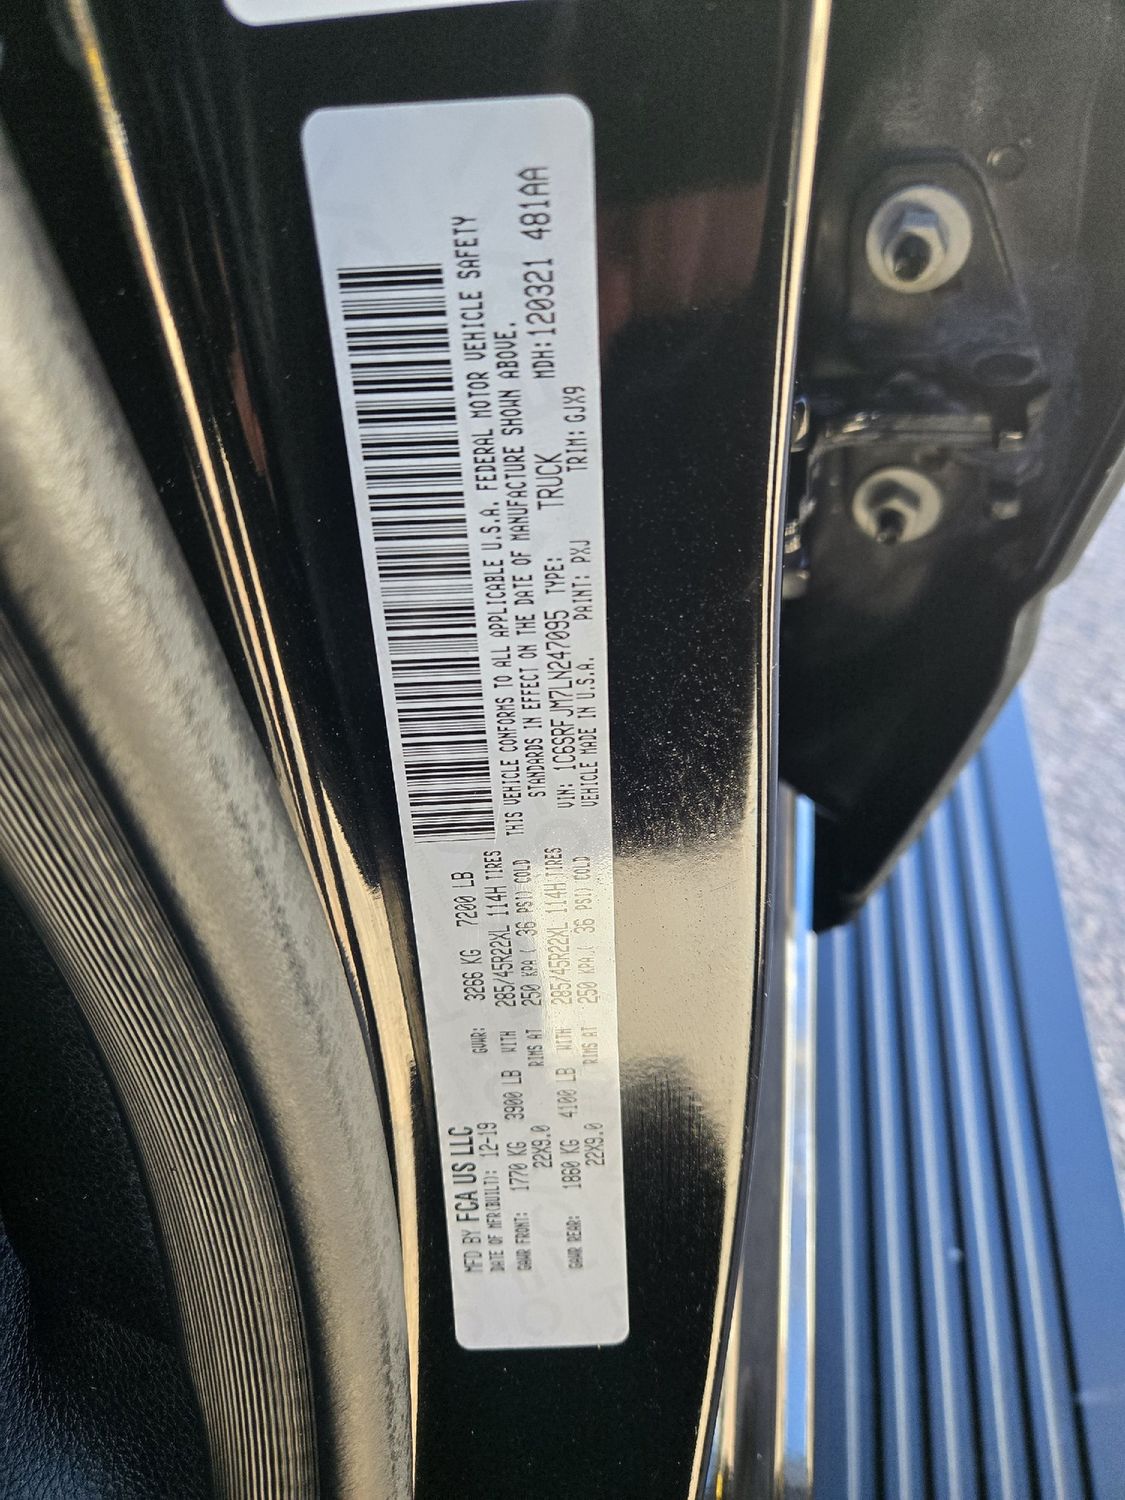 MFD BY FCA US LLC
DATE OF MFR(BUILT): 12-19 GVWR: 3266 KG 7200 LB
GAWR FRONT: 1770 KG 3900 LB WITH 285/45R22XL 114H TIRES
22X9.0 RIMS AT 250 KPA ( 36 PSI) COLD
GAWR REAR: 1860 KG 4100 LB WITH 285/45R22XL 114H TIRES
22X9.0 RIMS AT 250 KPA ( 36 PSI) COLD
THIS VEHICLE CONFORMS TO ALL APPLICABLE U.S.A. FEDERAL MOTOR VEHICLE SAFETY
STANDARDS IN EFFECT ON THE DATE OF MANUFACTURE SHOWN ABOVE.
VIN: 1C6SRFJM7LN247095 TYPE: TRUCK MDH: 120321 481AA
VEHICLE MADE IN U.S.A. PAINT: PXJ TRIM: GJX9